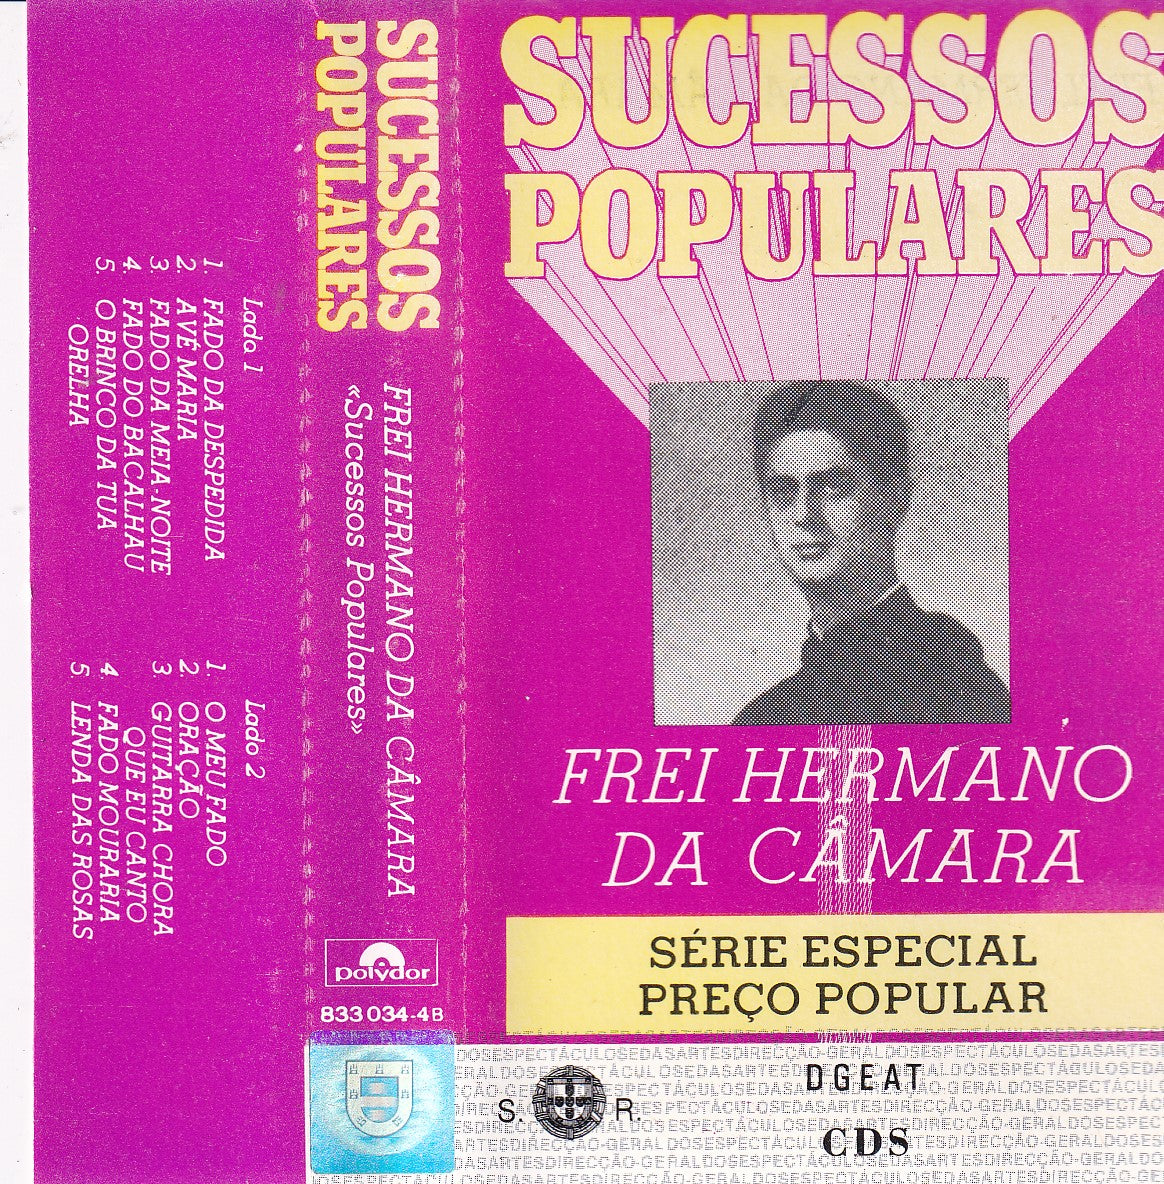 SUCESSOS
POPULARES
FREI HERMANO
DA CÂMARA
SÉRIE ESPECIAL
PREÇO POPULAR
SUCESSOS
POPULARES
FREI HERMANO DA CÂMARA
«Sucessos Populares»
polydor
833 034-4B
Lado 1
1. FADO DA DESPEDIDA
2. AVÉ MARIA
3. FADO DA MEIA-NOITE
4. FADO DO BACALHAU
5. O BRINCO DA TUA
ORELHA
Lado 2
1. O MEU FADO
2. ORAÇÃO
3 GUITARRA CHORA
QUE EU CANTO
4 FADO MOURARIA
5. LENDA DAS ROSAS
S. R.
DGEAT
CDS
DOSESPECTÁCULOSEDASARTESDIRECÇÃO-GERALDOSESPECTÁCULOSEDASARTES